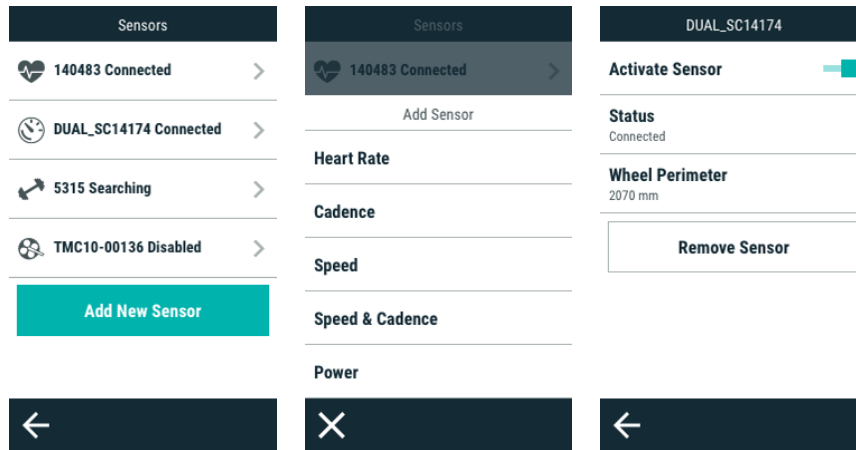 Sensors
140483 Connected
DUAL_SC14174 Connected
5315 Searching
TMC10-00136 Disabled
Add New Sensor
Sensors
140483 Connected
Add Sensor
Heart Rate
Cadence
Speed
Speed & Cadence
Power
DUAL_SC14174
Activate Sensor
Status
Connected
Wheel Perimeter
2070 mm
Remove Sensor